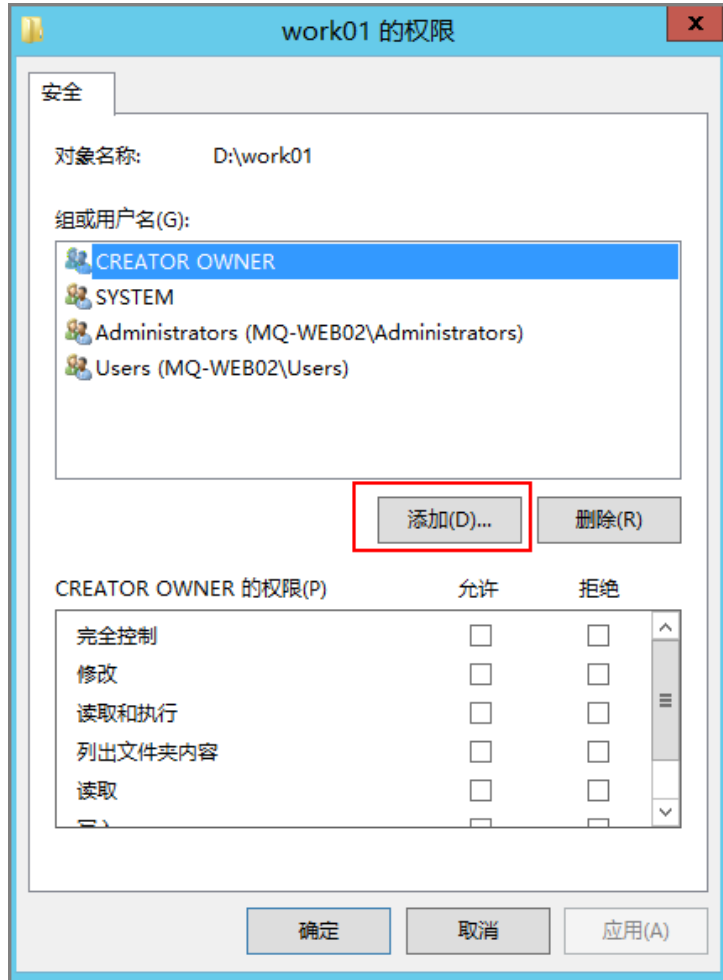 work01 的权限
x
安全
对象名称: D:\work01
组或用户名(G):
CREATOR OWNER
SYSTEM
Administrators (MQ-WEB02\Administrators)
Users (MQ-WEB02\Users)
添加(D)... 删除(R)
CREATOR OWNER 的权限(P) 允许 拒绝
完全控制
修改
读取和执行
列出文件夹内容
读取
确定 取消 应用(A)